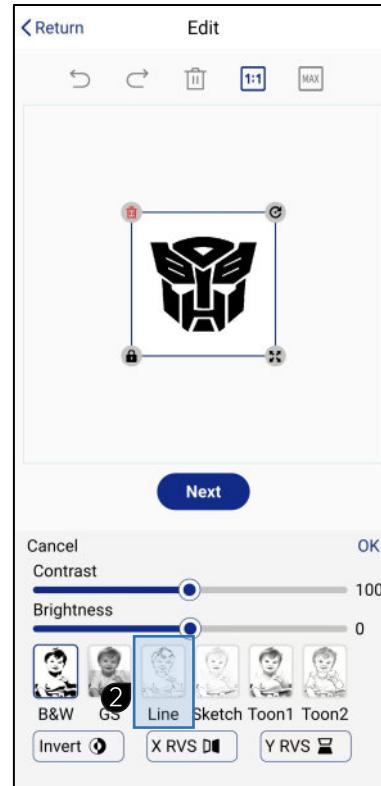 Return Edit
1:1 MAX
Next
Cancel OK
Contrast
100
Brightness
0
2
B&W GS Line Sketch Toon1 Toon2
Invert X RVS Y RVS